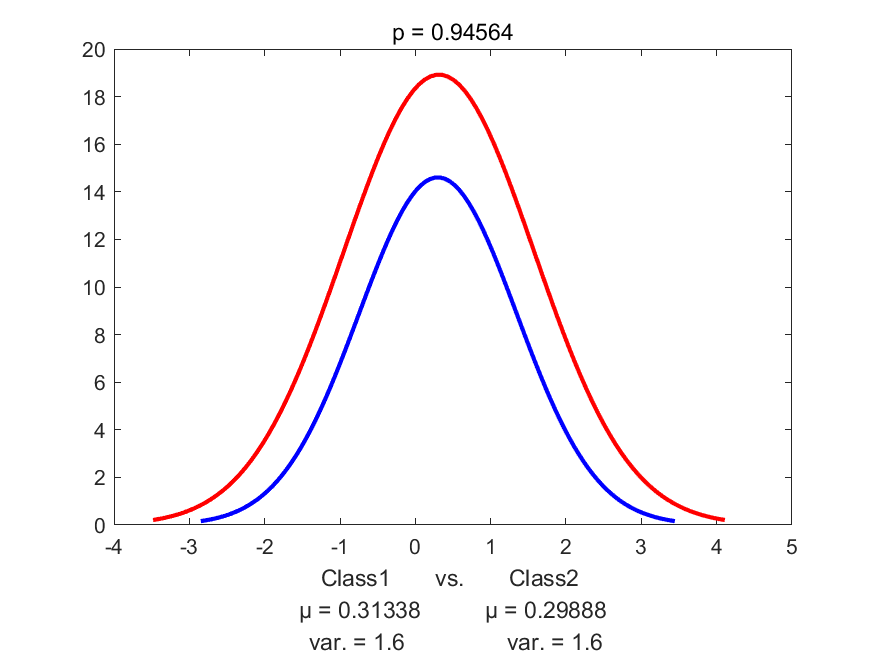 p = 0.94564
20
18
16
14
12
10
8
6
4
2
0
-4 -3 -2 -1 0 1 2 3 4 5
Class1 vs. Class2
μ = 0.31338 μ = 0.29888
var. = 1.6 var. = 1.6